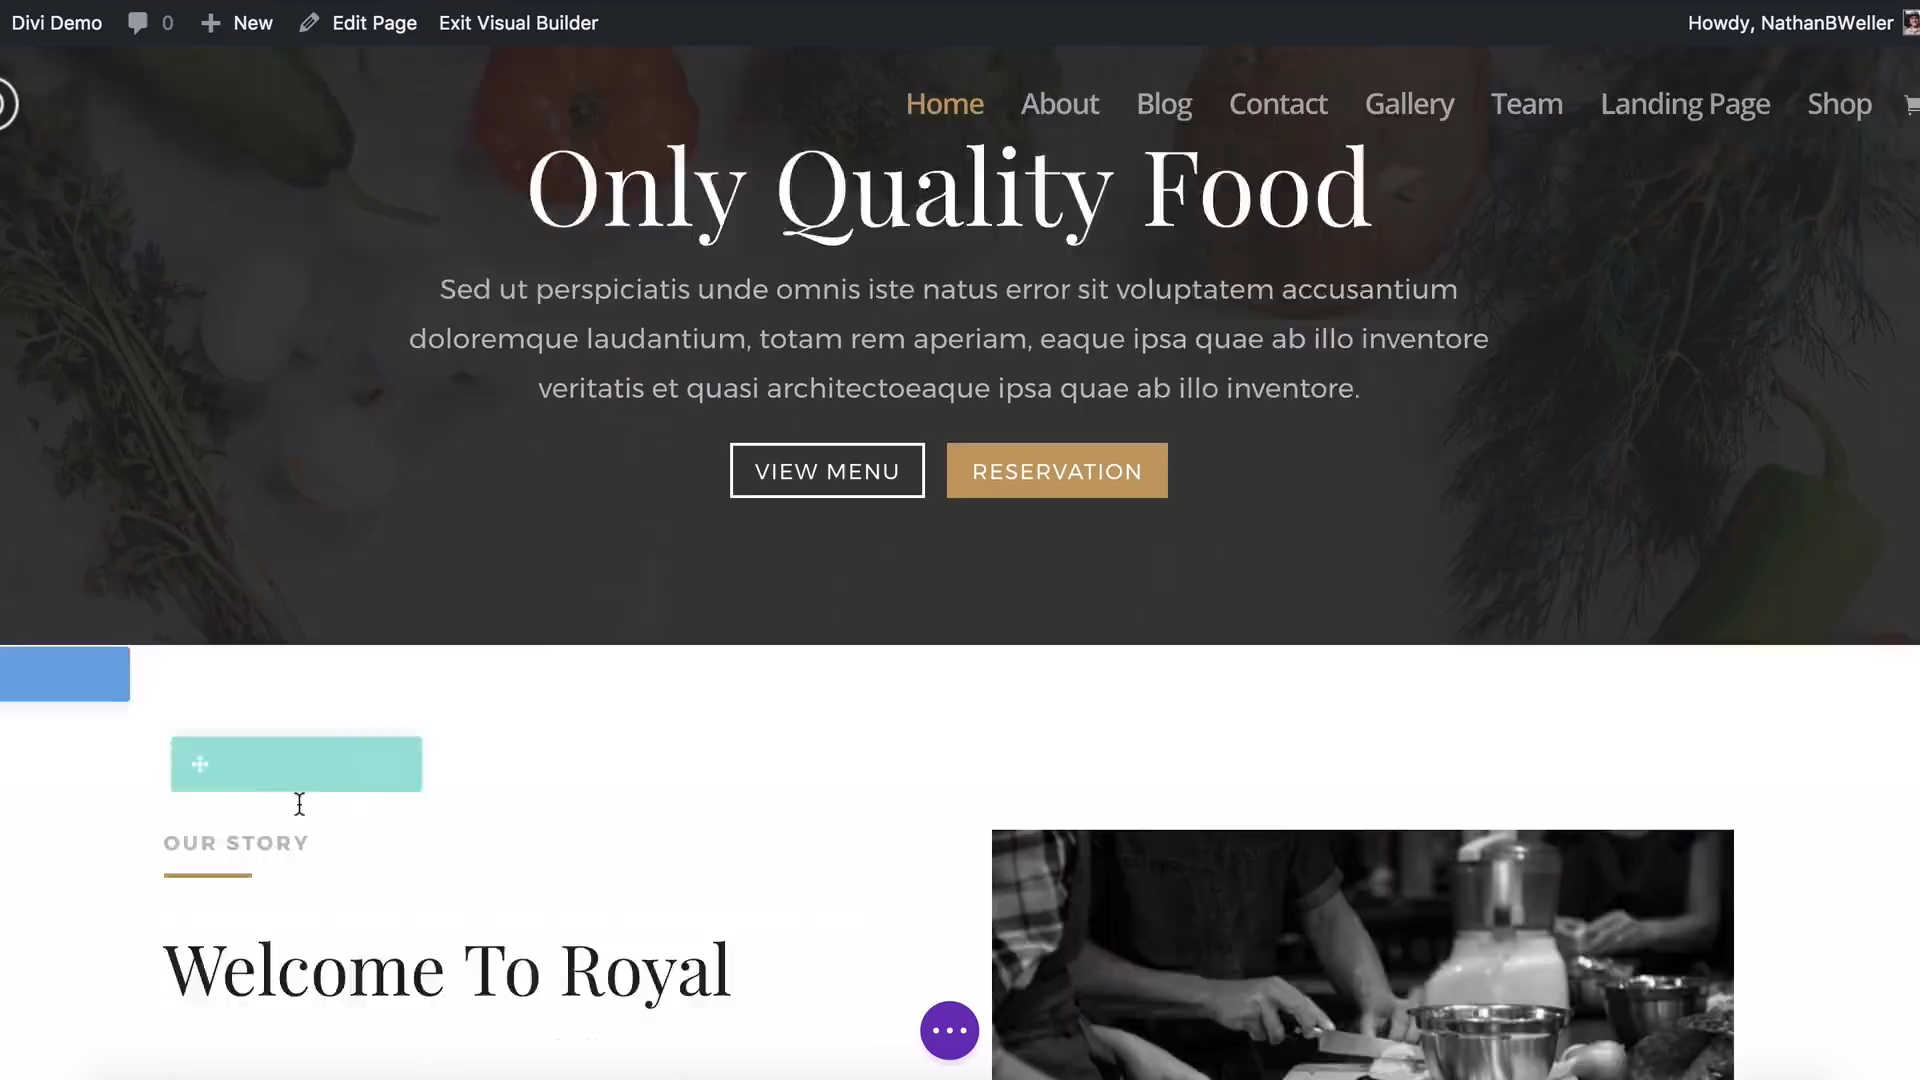 Divi Demo 0 New Edit Page Exit Visual Builder Howdy, NathanBWeller
Home About Blog Contact Gallery Team Landing Page Shop
Only Quality Food
Sed ut perspiciatis unde omnis iste natus error sit voluptatem accusantium
doloremque laudantium, totam rem aperiam, eaque ipsa quae ab illo inventore
veritatis et quasi architectoeaque ipsa quae ab illo inventore.
VIEW MENU RESERVATION
OUR STORY
Welcome To Royal